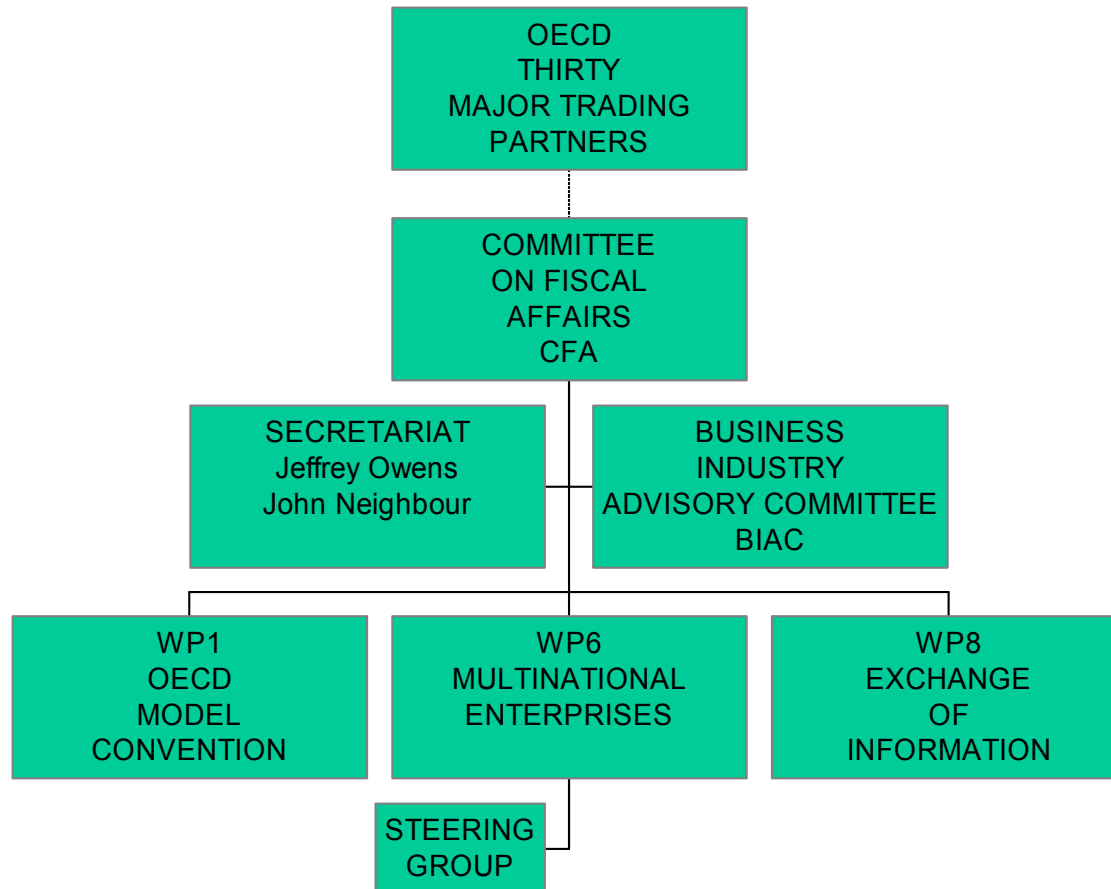 OECD
THIRTY
MAJOR TRADING
PARTNERS
COMMITTEE
ON FISCAL
AFFAIRS
CFA
SECRETARIAT
Jeffrey Owens
John Neighbour
BUSINESS
INDUSTRY
ADVISORY COMMITTEE
BIAC
WP1
OECD
MODEL
CONVENTION
WP6
MULTINATIONAL
ENTERPRISES
WP8
EXCHANGE
OF
INFORMATION
STEERING
GROUP